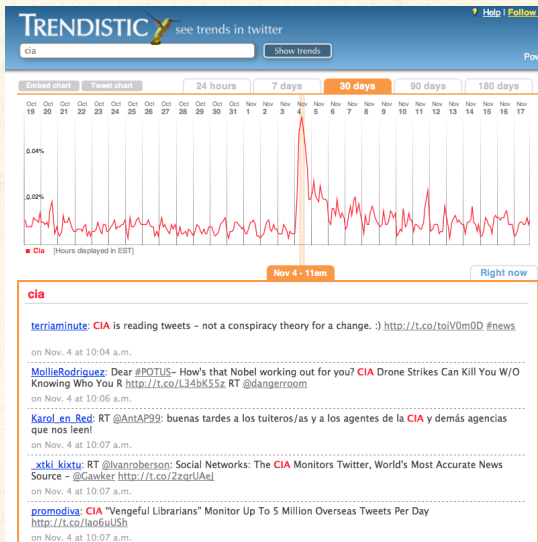 Help | Follow
TRENDISTIC see trends in twitter
cia Show trends
Pov
Embed chart Tweet chart 24 hours 7 days 30 days 90 days 180 days
Oct Oct Oct Oct Oct Oct Oct Oct Oct Oct Oct Oct Oct Nov Nov Nov Nov Nov Nov Nov Nov Nov Nov Nov Nov Nov Nov Nov Nov Nov
19 20 21 22 23 24 25 26 27 28 29 30 31 1 2 3 4 5 6 7 8 9 10 11 12 13 14 15 16 17
0.04%
0.02%
Cia [Hours displayed in EST]
Nov 4 - 11am Right now
cia
terriaminute: CIA is reading tweets – not a conspiracy theory for a change. :) http://t.co/toiV0m0D #news
on Nov. 4 at 10:04 a.m.
MollieRodriguez: Dear #POTUS– How's that Nobel working out for you? CIA Drone Strikes Can Kill You W/O
Knowing Who You R http://t.co/L34bK55z RT @dangerroom
on Nov. 4 at 10:06 a.m.
Karol_en_Red: RT @AntAP99: buenas tardes a los tuiteros/as y a los agentes de la CIA y demás agencias
que nos leen!
on Nov. 4 at 10:07 a.m.
_xtki_kixtu: RT @Ivanroberson: Social Networks: The CIA Monitors Twitter, World's Most Accurate News
Source – @Gawker http://t.co/2zqrUAeJ
on Nov. 4 at 10:07 a.m.
promodiva: CIA "Vengeful Librarians" Monitor Up To 5 Million Overseas Tweets Per Day
http://t.co/lao6uUSh
on Nov. 4 at 10:07 a.m.